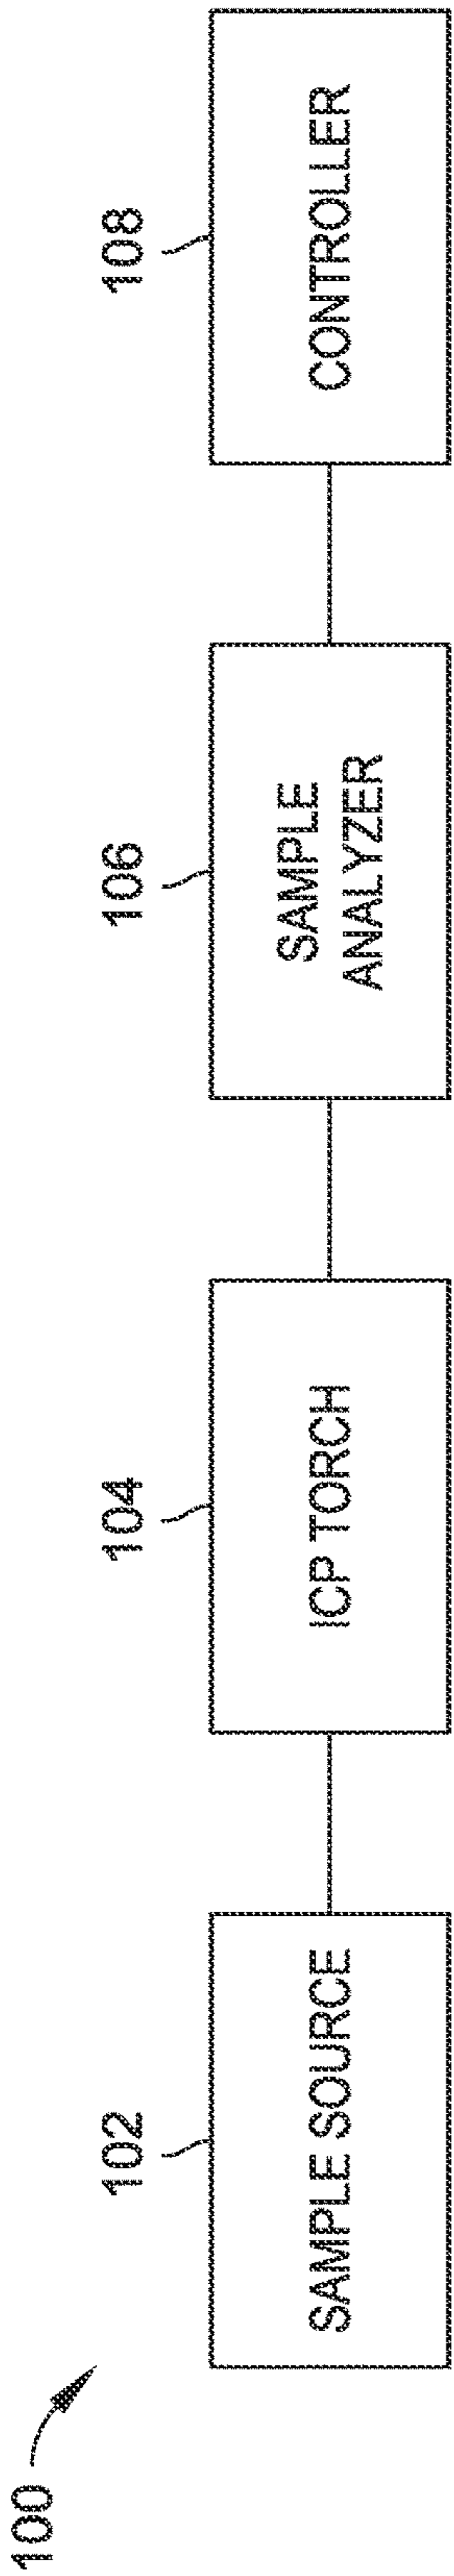 100
102
SAMPLE SOURCE
104
ICP TORCH
106
SAMPLE
ANALYZER
108
CONTROLLER